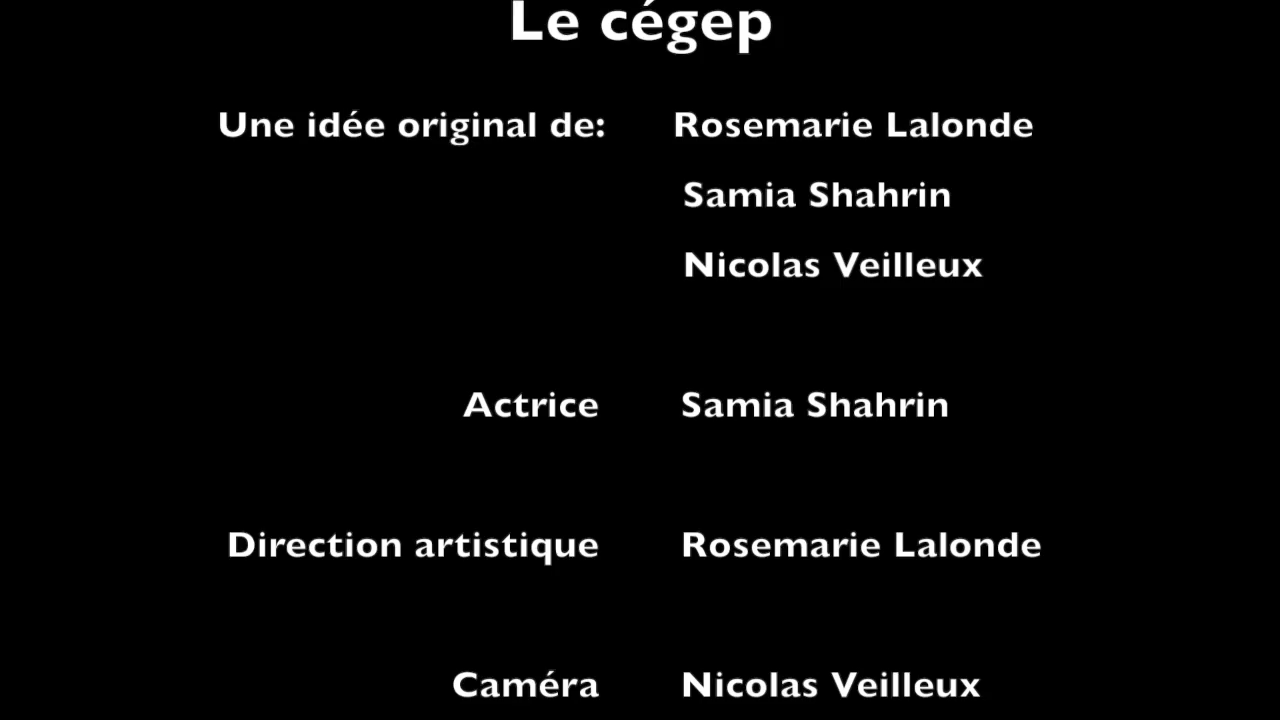 Le cégep
Une idée original de: Rosemarie Lalonde
Samia Shahrin
Nicolas Veilleux
Actrice Samia Shahrin
Direction artistique Rosemarie Lalonde
Caméra Nicolas Veilleux